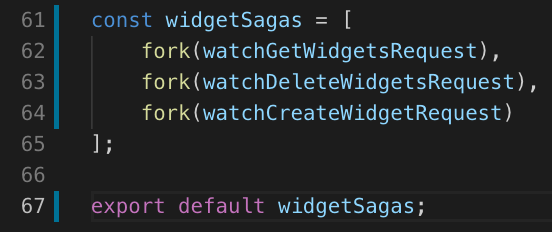 61 const widgetSagas = [
62     fork(watchGetWidgetsRequest),
63     fork(watchDeleteWidgetsRequest),
64     fork(watchCreateWidgetRequest)
65 ];
66
67 export default widgetSagas;